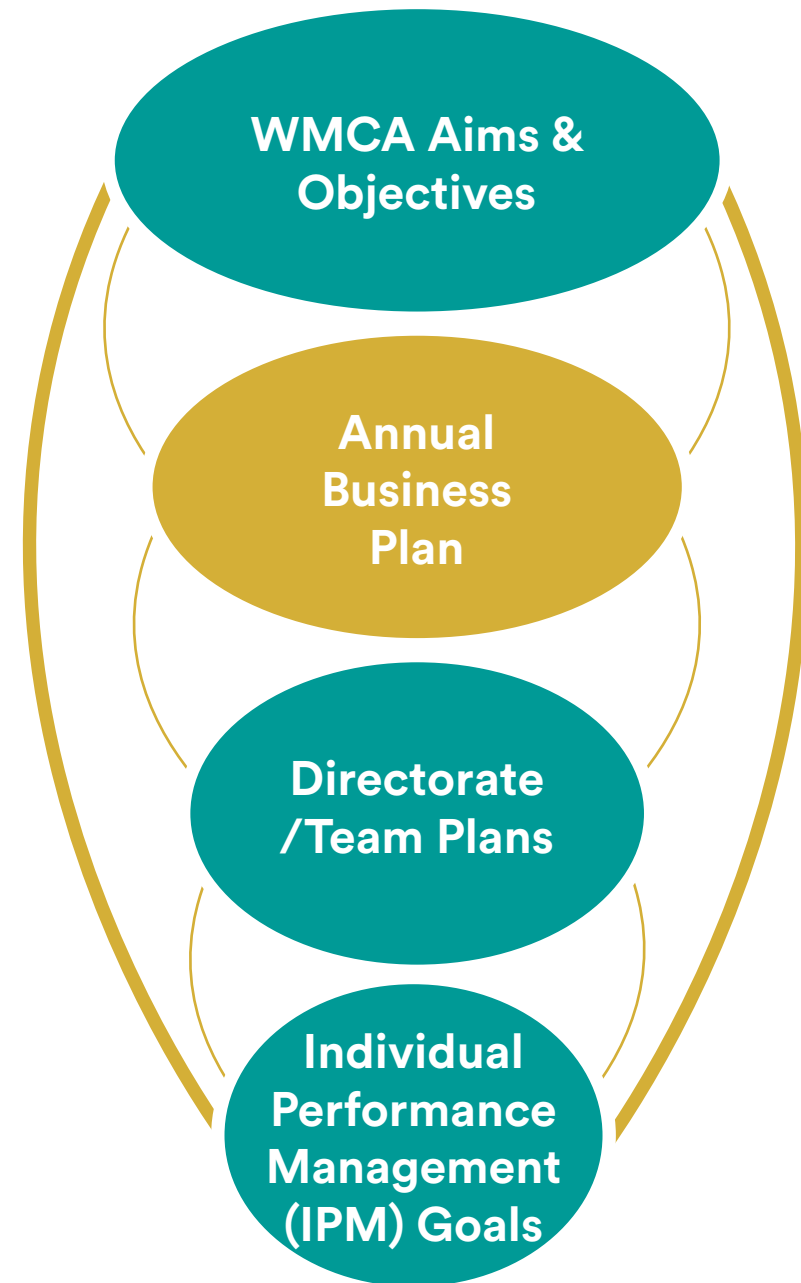 WMCA Aims &
Objectives
Annual
Business
Plan
Directorate
/Team Plans
Individual
Performance
Management
(IPM) Goals